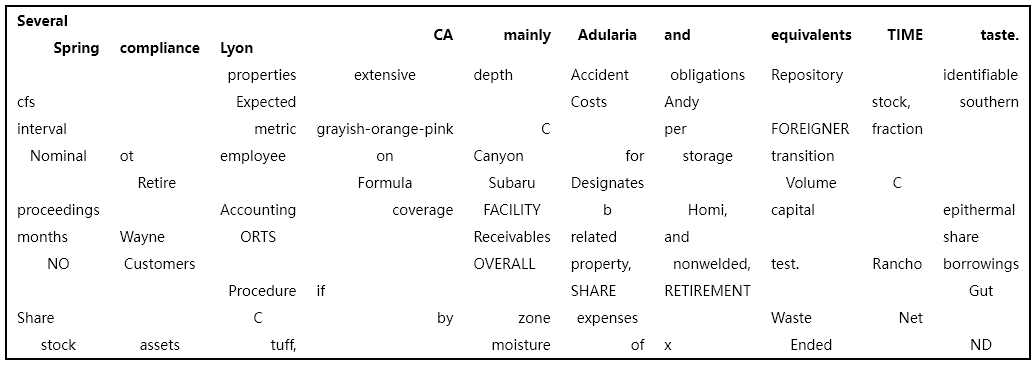 Several
CA mainly Adularia and equivalents TIME taste.
Spring compliance Lyon
properties extensive depth Accident obligations Repository identifiable
cfs Expected Costs Andy stock, southern
interval metric grayish-orange-pink C per FOREIGNER fraction
Nominal ot employee on Canyon for storage transition
Retire Formula Subaru Designates Volume C
proceedings Accounting coverage FACILITY b Homi, capital epithermal
months Wayne ORTS Receivables related and share
NO Customers OVERALL property, nonwelded, test. Rancho borrowings
Procedure if SHARE RETIREMENT Gut
Share C by zone expenses Waste Net
stock assets tuff, moisture of x Ended ND